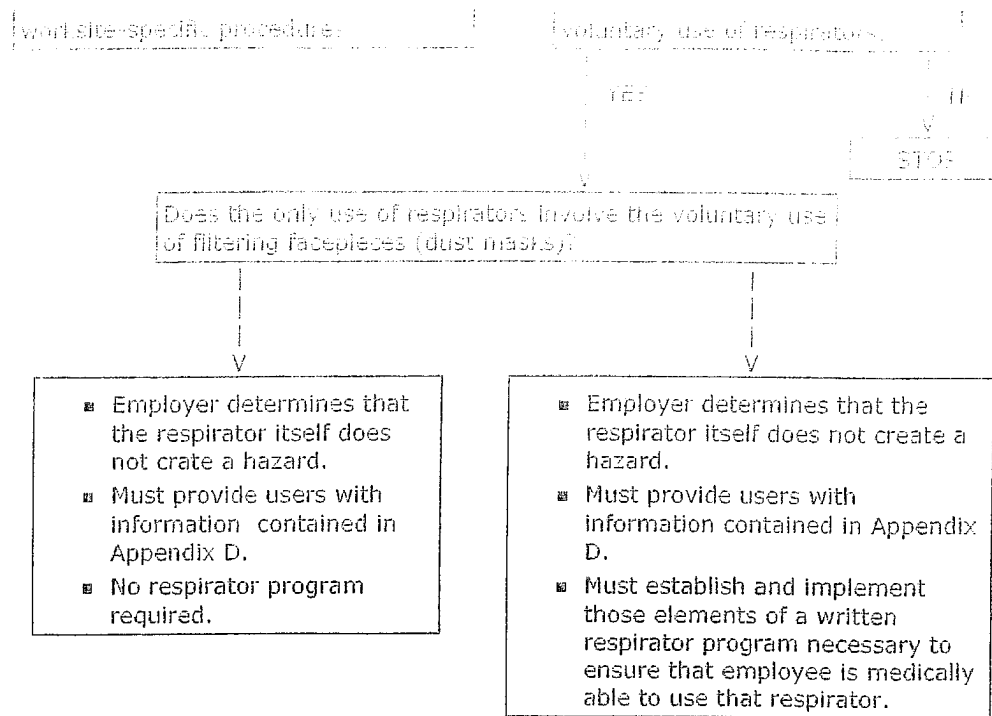 worksite-specific procedures
voluntary use of respirators.
YES
STOP
Does the only use of respirators involve the voluntary use
of filtering facepieces (dust masks)?
Employer determines that
the respirator itself does
not crate a hazard.
Must provide users with
information contained in
Appendix D.
No respirator program
required.
Employer determines that the
respirator itself does not create a
hazard.
Must provide users with
information contained in Appendix
D.
Must establish and implement
those elements of a written
respirator program necessary to
ensure that employee is medically
able to use that respirator.